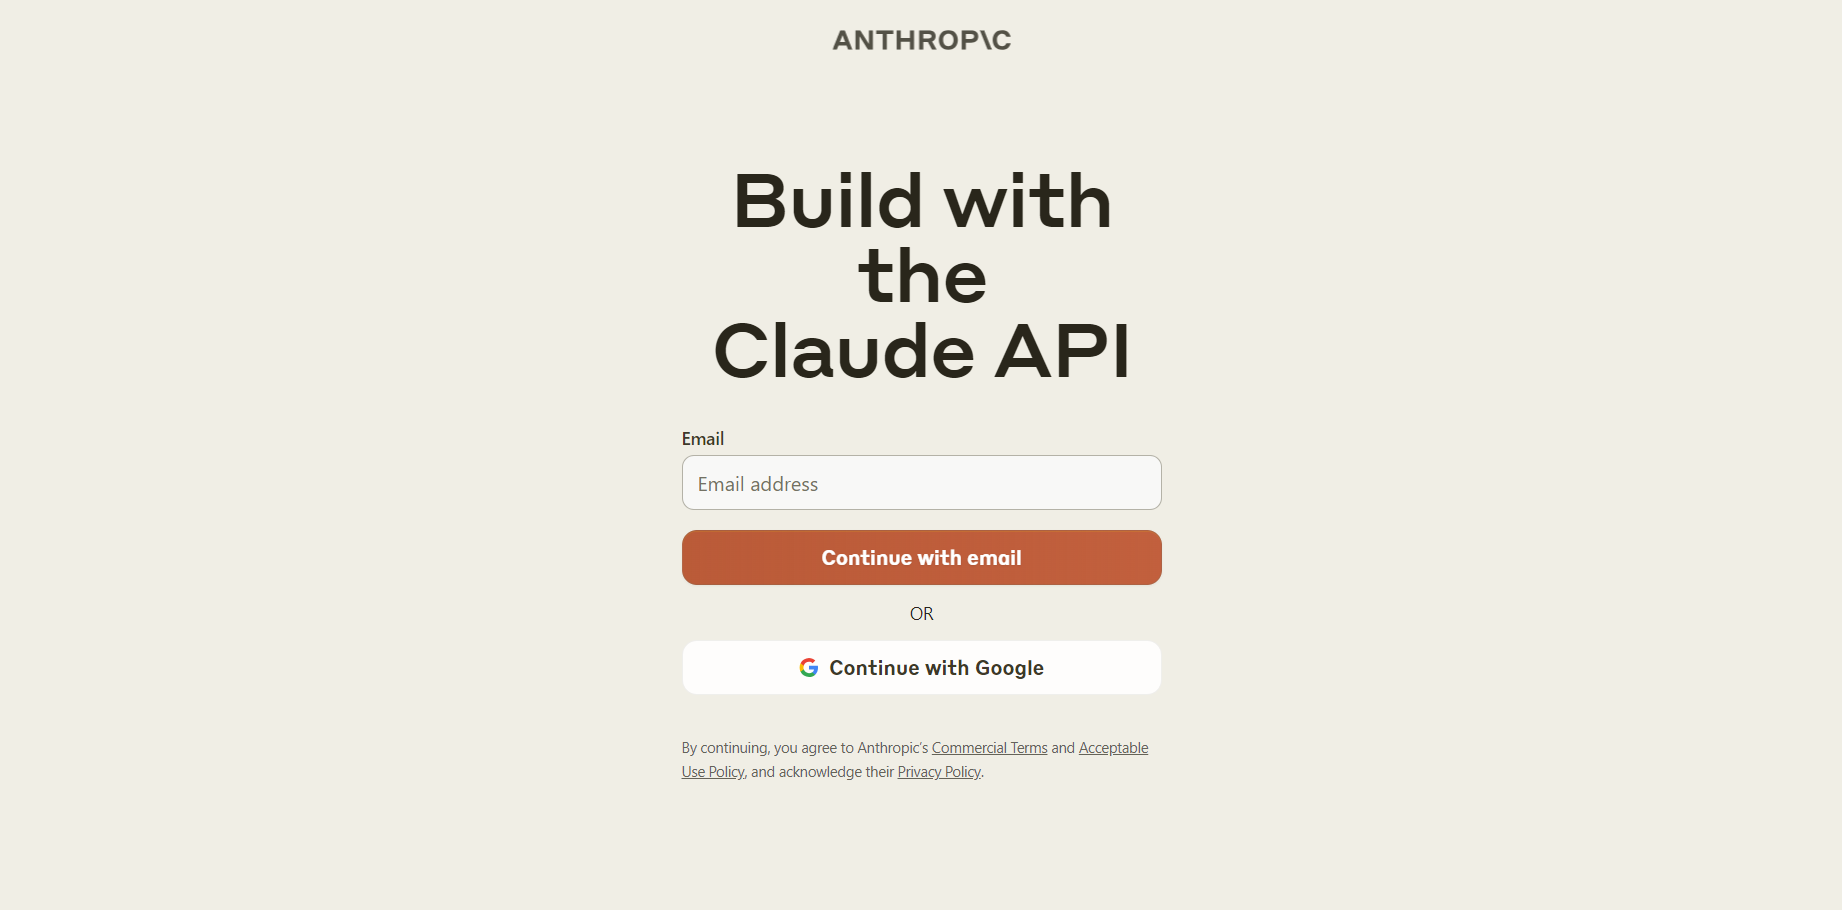 ANTHROP\C
Build with
the
Claude API
Email
Email address
Continue with email
OR
Continue with Google
By continuing, you agree to Anthropic's Commercial Terms and Acceptable
Use Policy, and acknowledge their Privacy Policy.